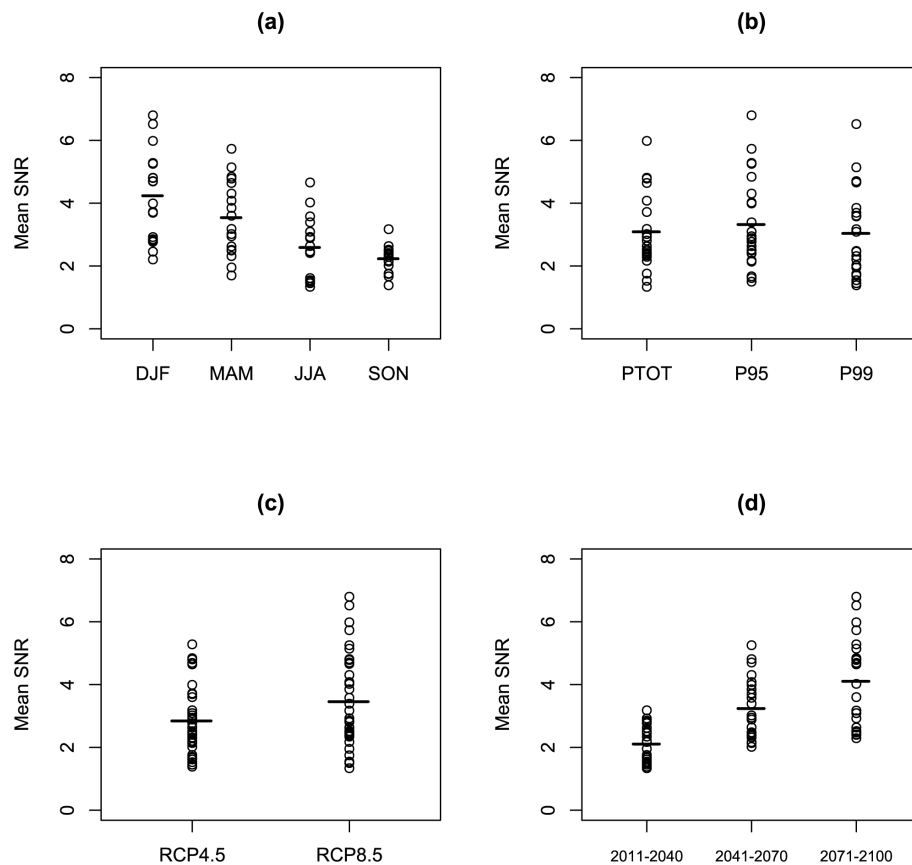 (a)
Mean SNR
8
6
4
2
0
DJF MAM JJA SON
(b)
Mean SNR
8
6
4
2
0
PTOT P95 P99
(c)
Mean SNR
8
6
4
2
0
RCP4.5 RCP8.5
(d)
Mean SNR
8
6
4
2
0
2011-2040 2041-2070 2071-2100